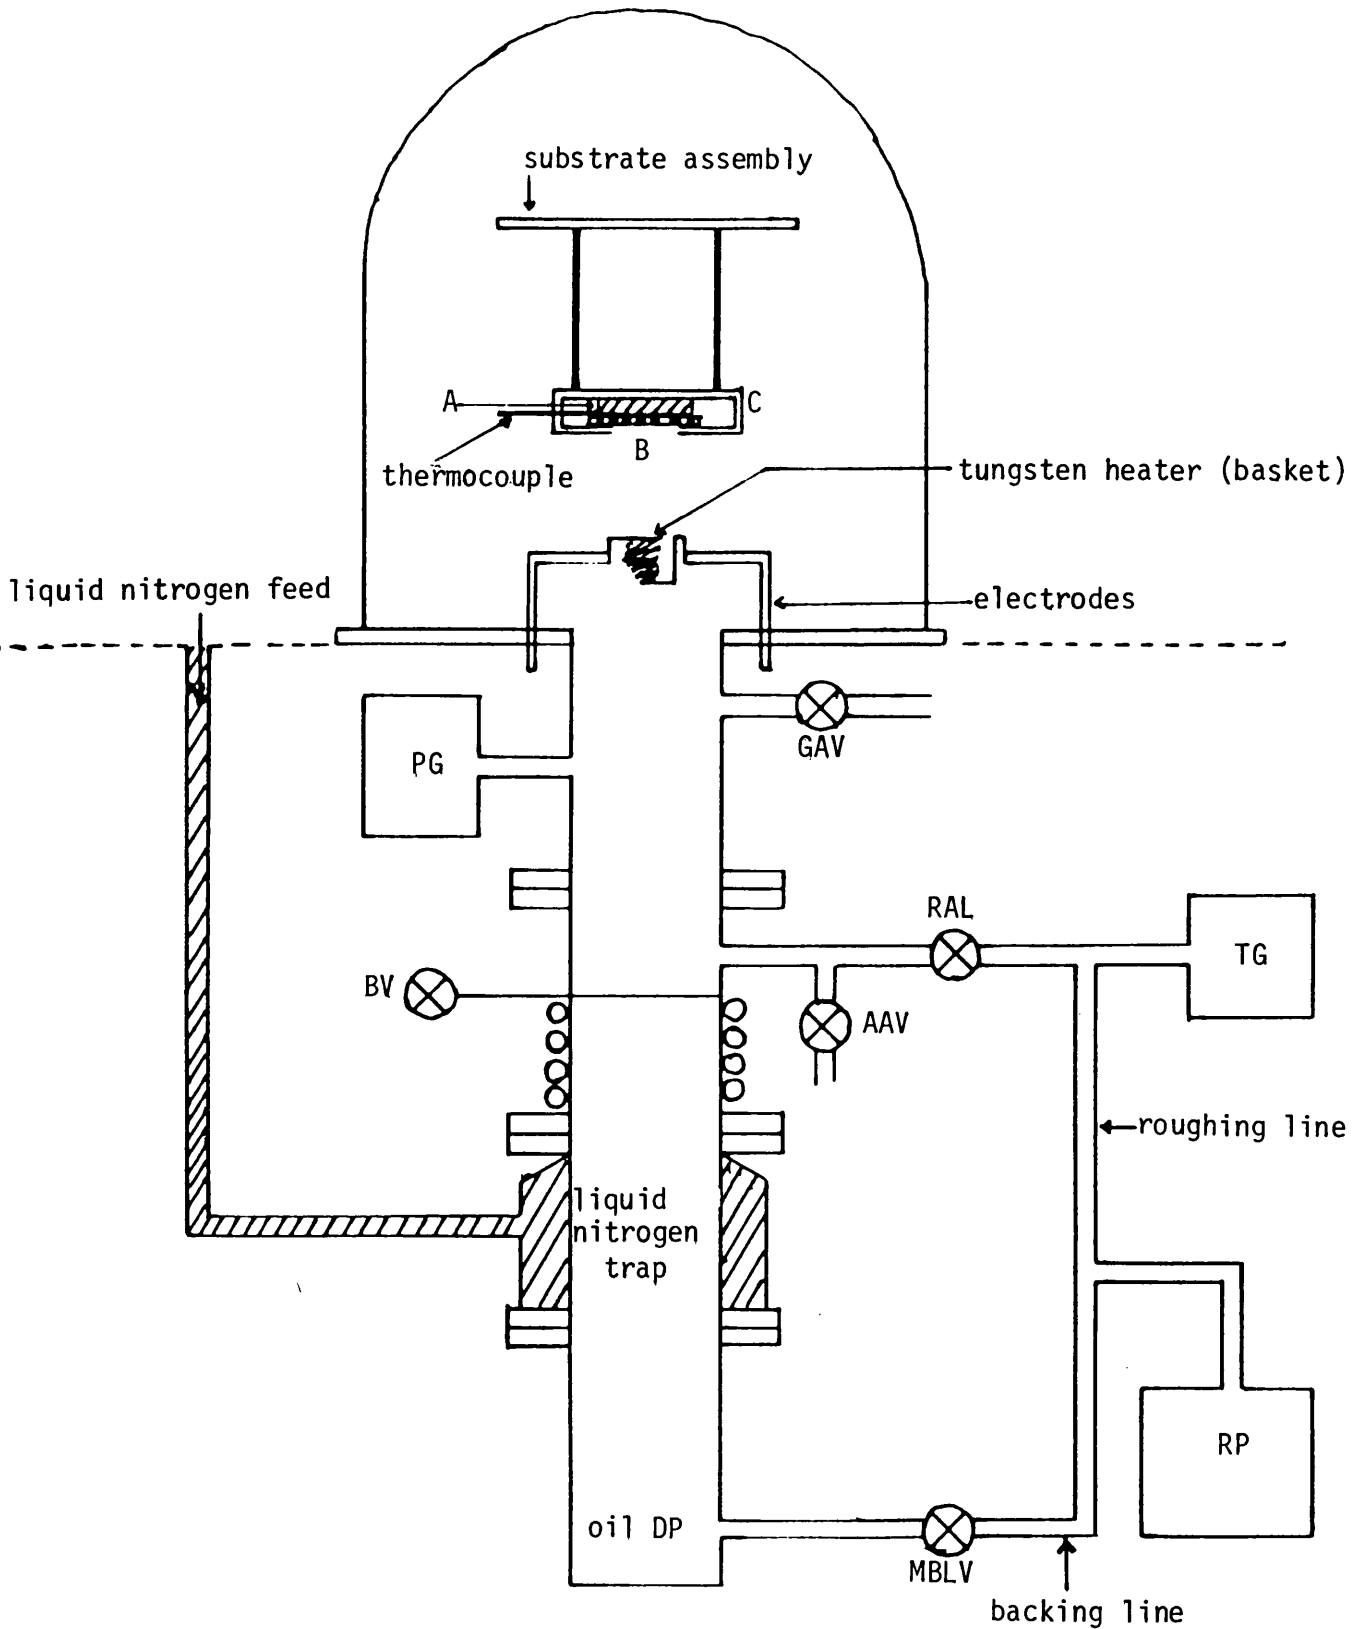 substrate assembly
A
C
B
thermocouple
tungsten heater (basket)
liquid nitrogen feed
electrodes
GAV
PG
RAL
TG
BV
AAV
roughing line
liquid
nitrogen
trap
RP
oil DP
MBLV
backing line